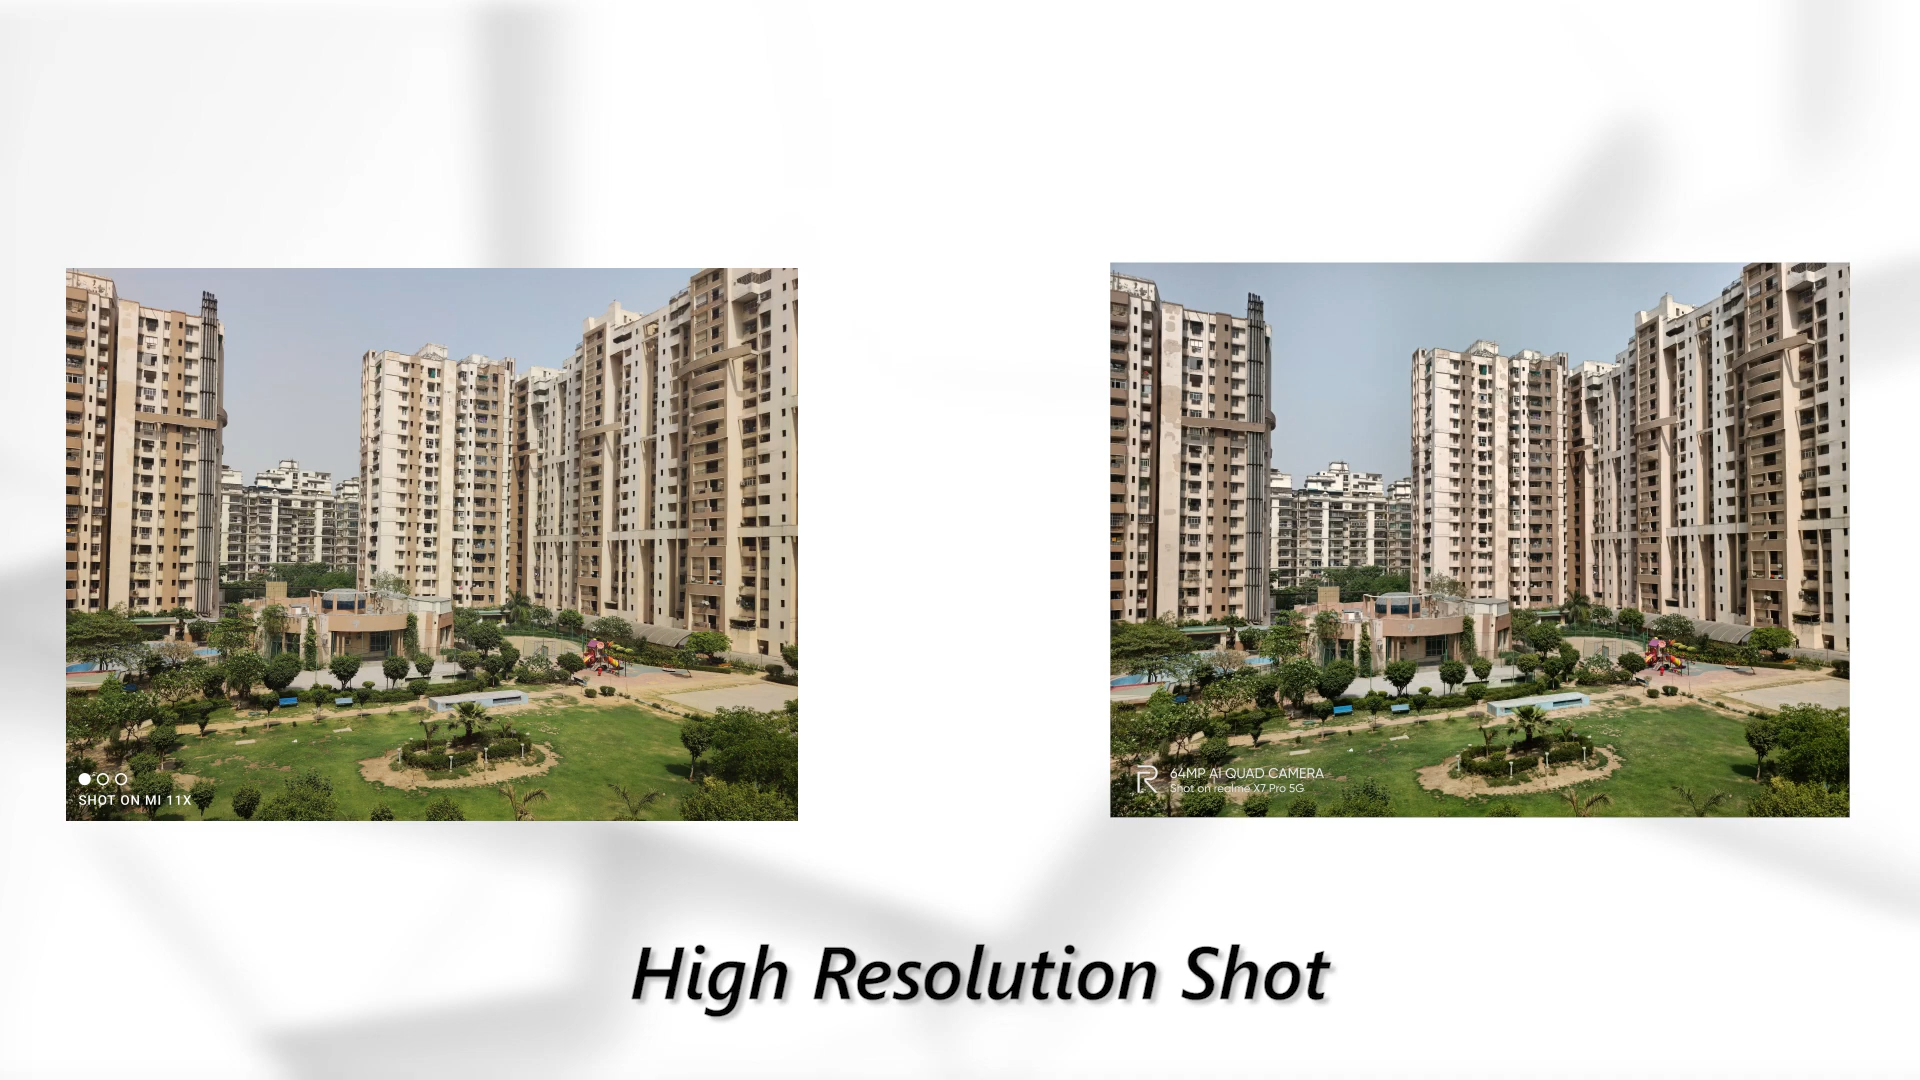 SHOT ON MI 11X
64MP AI QUAD CAMERA
Shot on realme X7 Pro 5G
High Resolution Shot